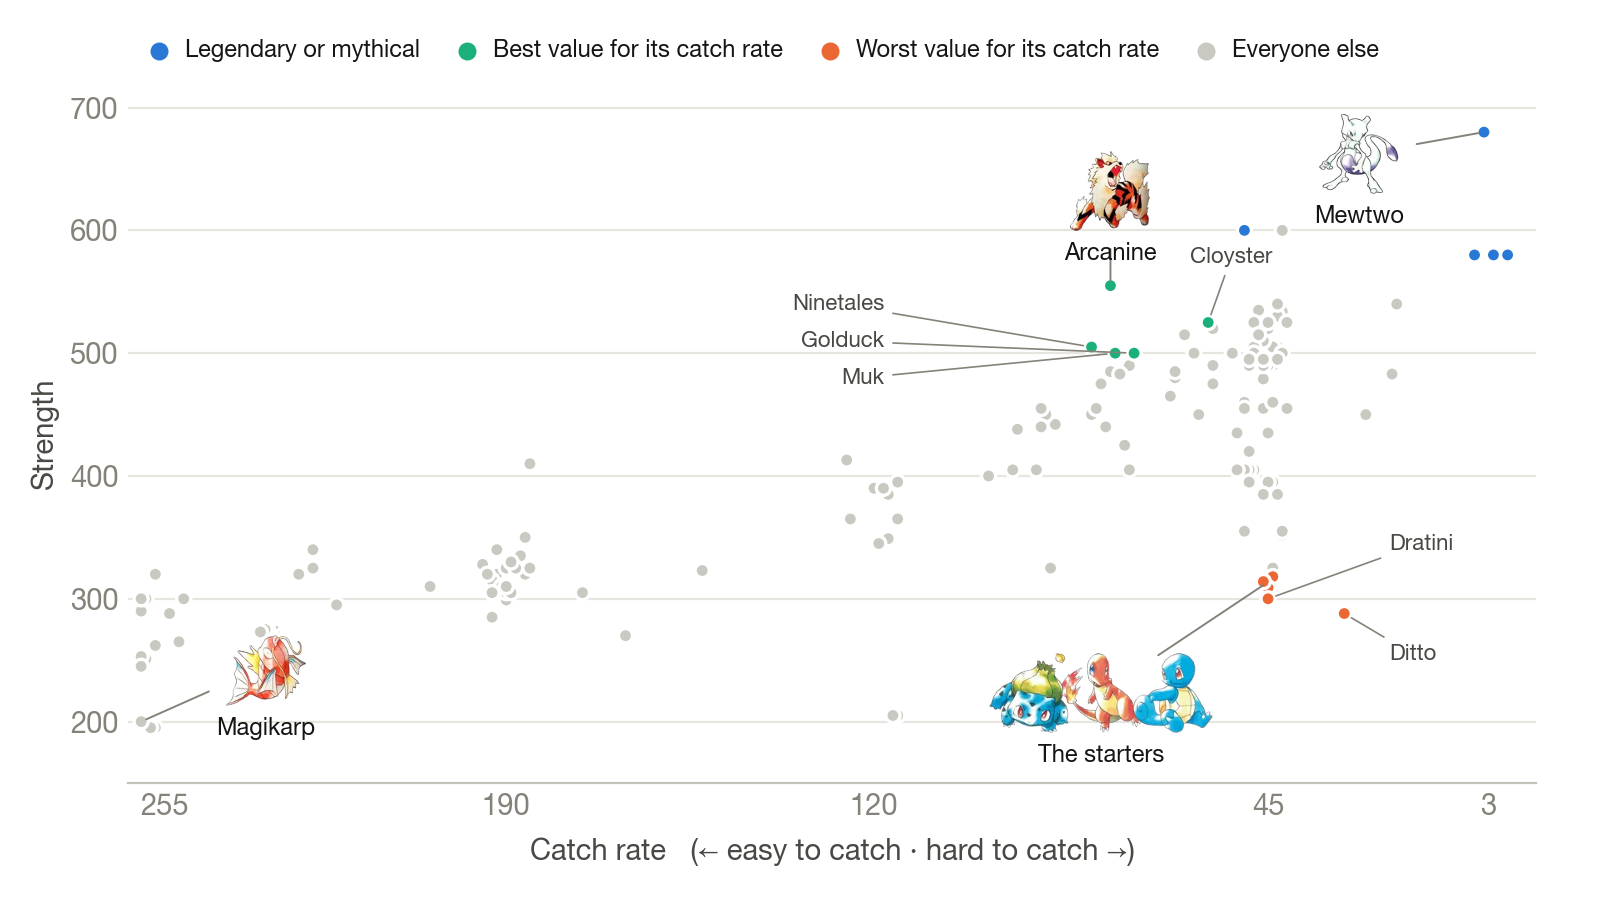 Legendary or mythical
Best value for its catch rate
Worst value for its catch rate
Everyone else
700
600
500
400
300
200
Strength
Mewtwo
Arcanine
Cloyster
Ninetales
Golduck
Muk
Dratini
Ditto
Magikarp
The starters
255
190
120
45
3
Catch rate (← easy to catch · hard to catch →)